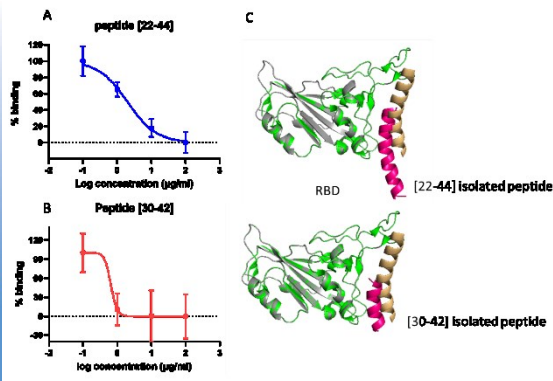 A
peptide [22-44]
% binding
120
100
80
60
40
20
0
-2 -1 0 1 2 3
Log concentration (µg/ml)
B
Peptide [30-42]
% binding
120
90
60
30
0
-30
-2 -1 0 1 2 3
log concentration (µg/ml)
C
RBD
[22-44] isolated peptide
[30-42] isolated peptide